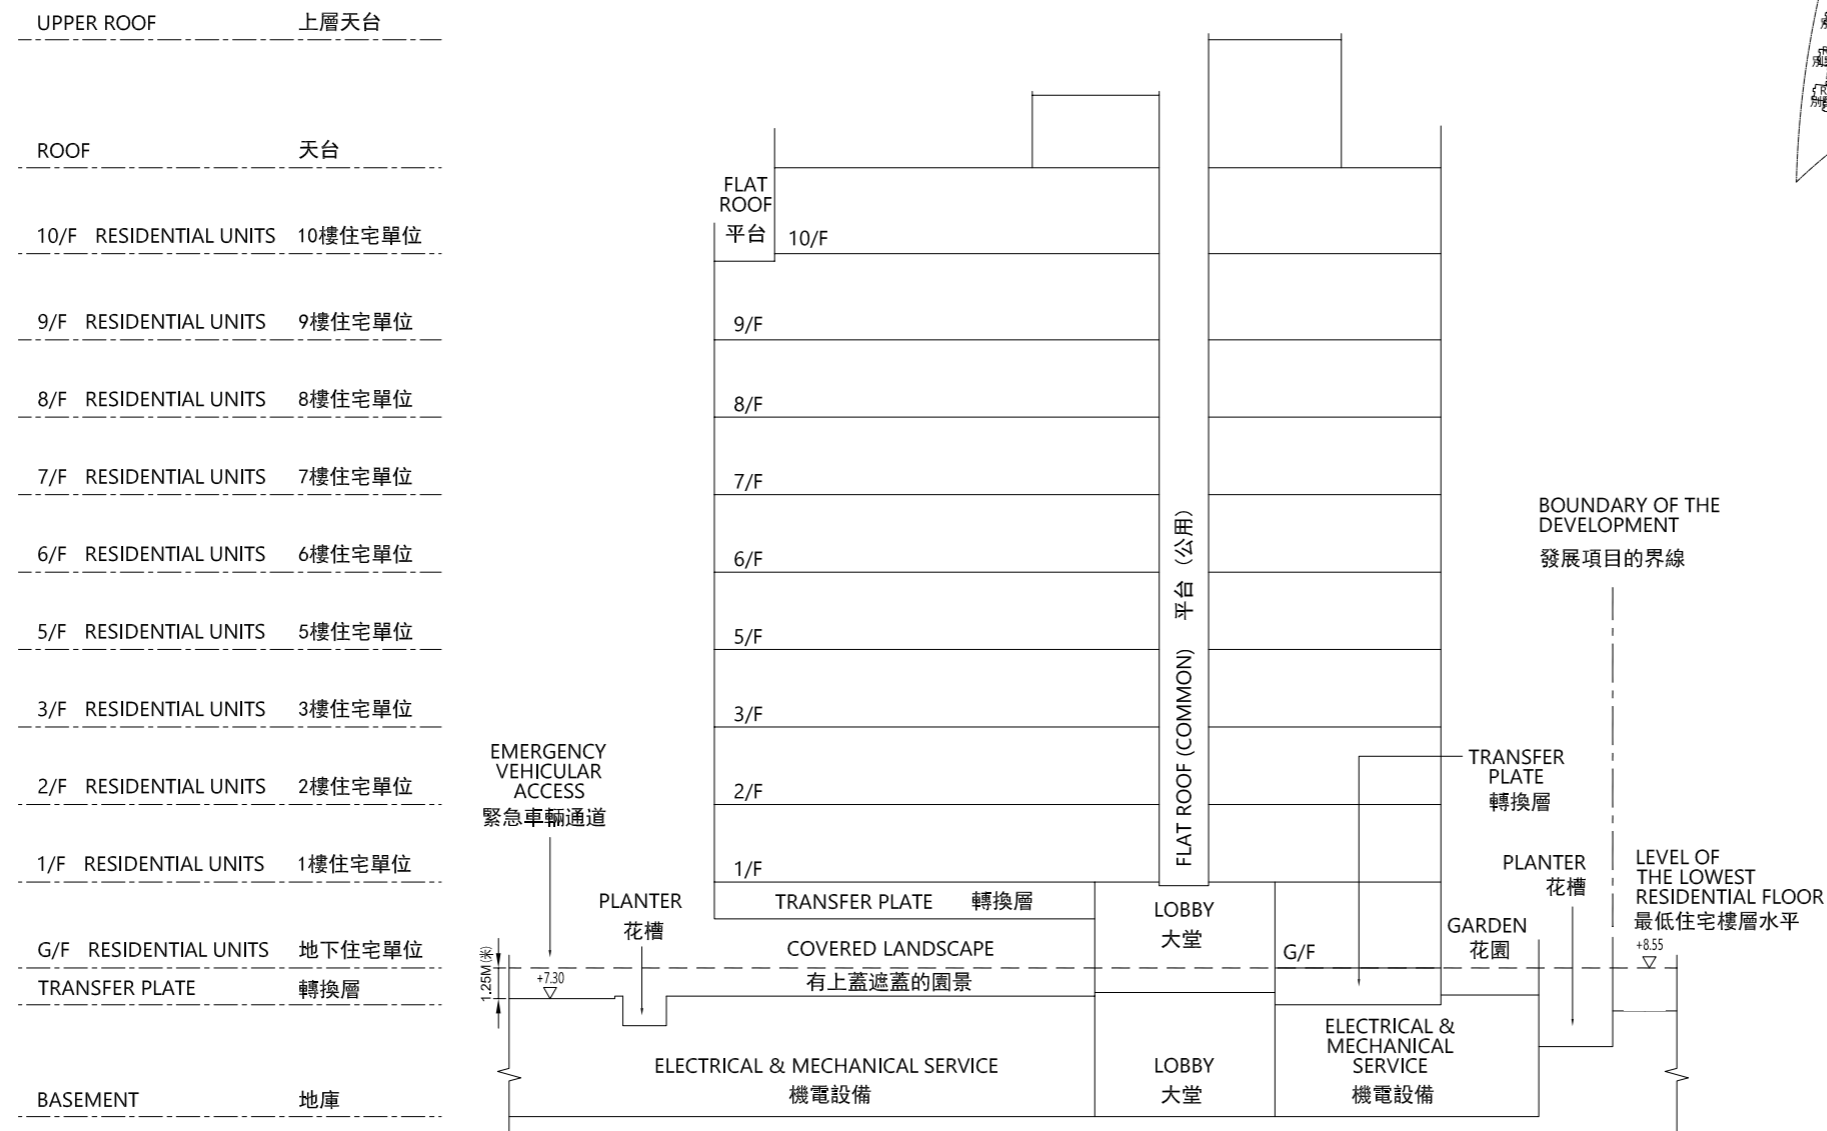 UPPER ROOF 上層天台
ROOF 天台
10/F RESIDENTIAL UNITS 10樓住宅單位
9/F RESIDENTIAL UNITS 9樓住宅單位
8/F RESIDENTIAL UNITS 8樓住宅單位
7/F RESIDENTIAL UNITS 7樓住宅單位
6/F RESIDENTIAL UNITS 6樓住宅單位
5/F RESIDENTIAL UNITS 5樓住宅單位
3/F RESIDENTIAL UNITS 3樓住宅單位
2/F RESIDENTIAL UNITS 2樓住宅單位
1/F RESIDENTIAL UNITS 1樓住宅單位
G/F RESIDENTIAL UNITS 地下住宅單位
TRANSFER PLATE 轉換層
BASEMENT 地庫
EMERGENCY
VEHICULAR
ACCESS
緊急車輛通道
1.25M(米)
+7.30
PLANTER
花槽
FLAT
ROOF
平台
10/F
9/F
8/F
7/F
6/F
5/F
3/F
2/F
1/F
TRANSFER PLATE 轉換層
COVERED LANDSCAPE
有上蓋遮蓋的園景
ELECTRICAL & MECHANICAL SERVICE
機電設備
FLAT ROOF (COMMON) 平台 (公用)
LOBBY
大堂
LOBBY
大堂
G/F
ELECTRICAL &
MECHANICAL
SERVICE
機電設備
TRANSFER
PLATE
轉換層
GARDEN
花園
PLANTER
花槽
BOUNDARY OF THE
DEVELOPMENT
發展項目的界線
LEVEL OF
THE LOWEST
RESIDENTIAL FLOOR
最低住宅樓層水平
+8.55